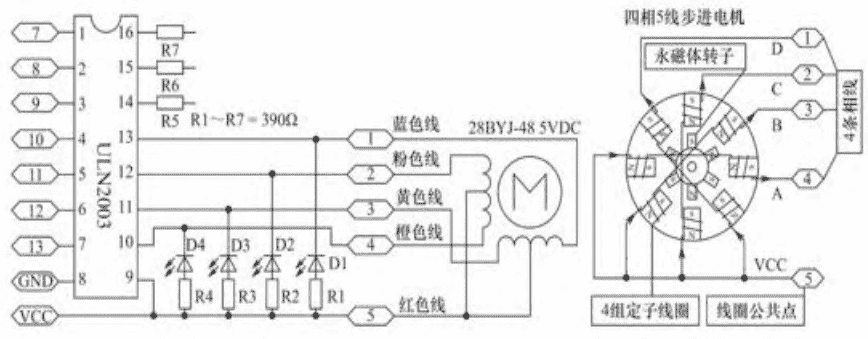 7 1 16 R7
8 2 15 R6
9 3 14 R5 R1～R7=390Ω
10 4 13 1 蓝色线 28BYJ-48 5VDC
11 5 12 2 粉色线
12 6 11 3 黄色线
13 7 10 4 橙色线
GND 8 9
VCC 5 红色线
ULN2003
D4 D3 D2 D1
R4 R3 R2 R1
M
四相5线步进电机
永磁体转子
D 1
C 2
B 3
A 4
4条相线
VCC 5
4组定子线圈 线圈公共点